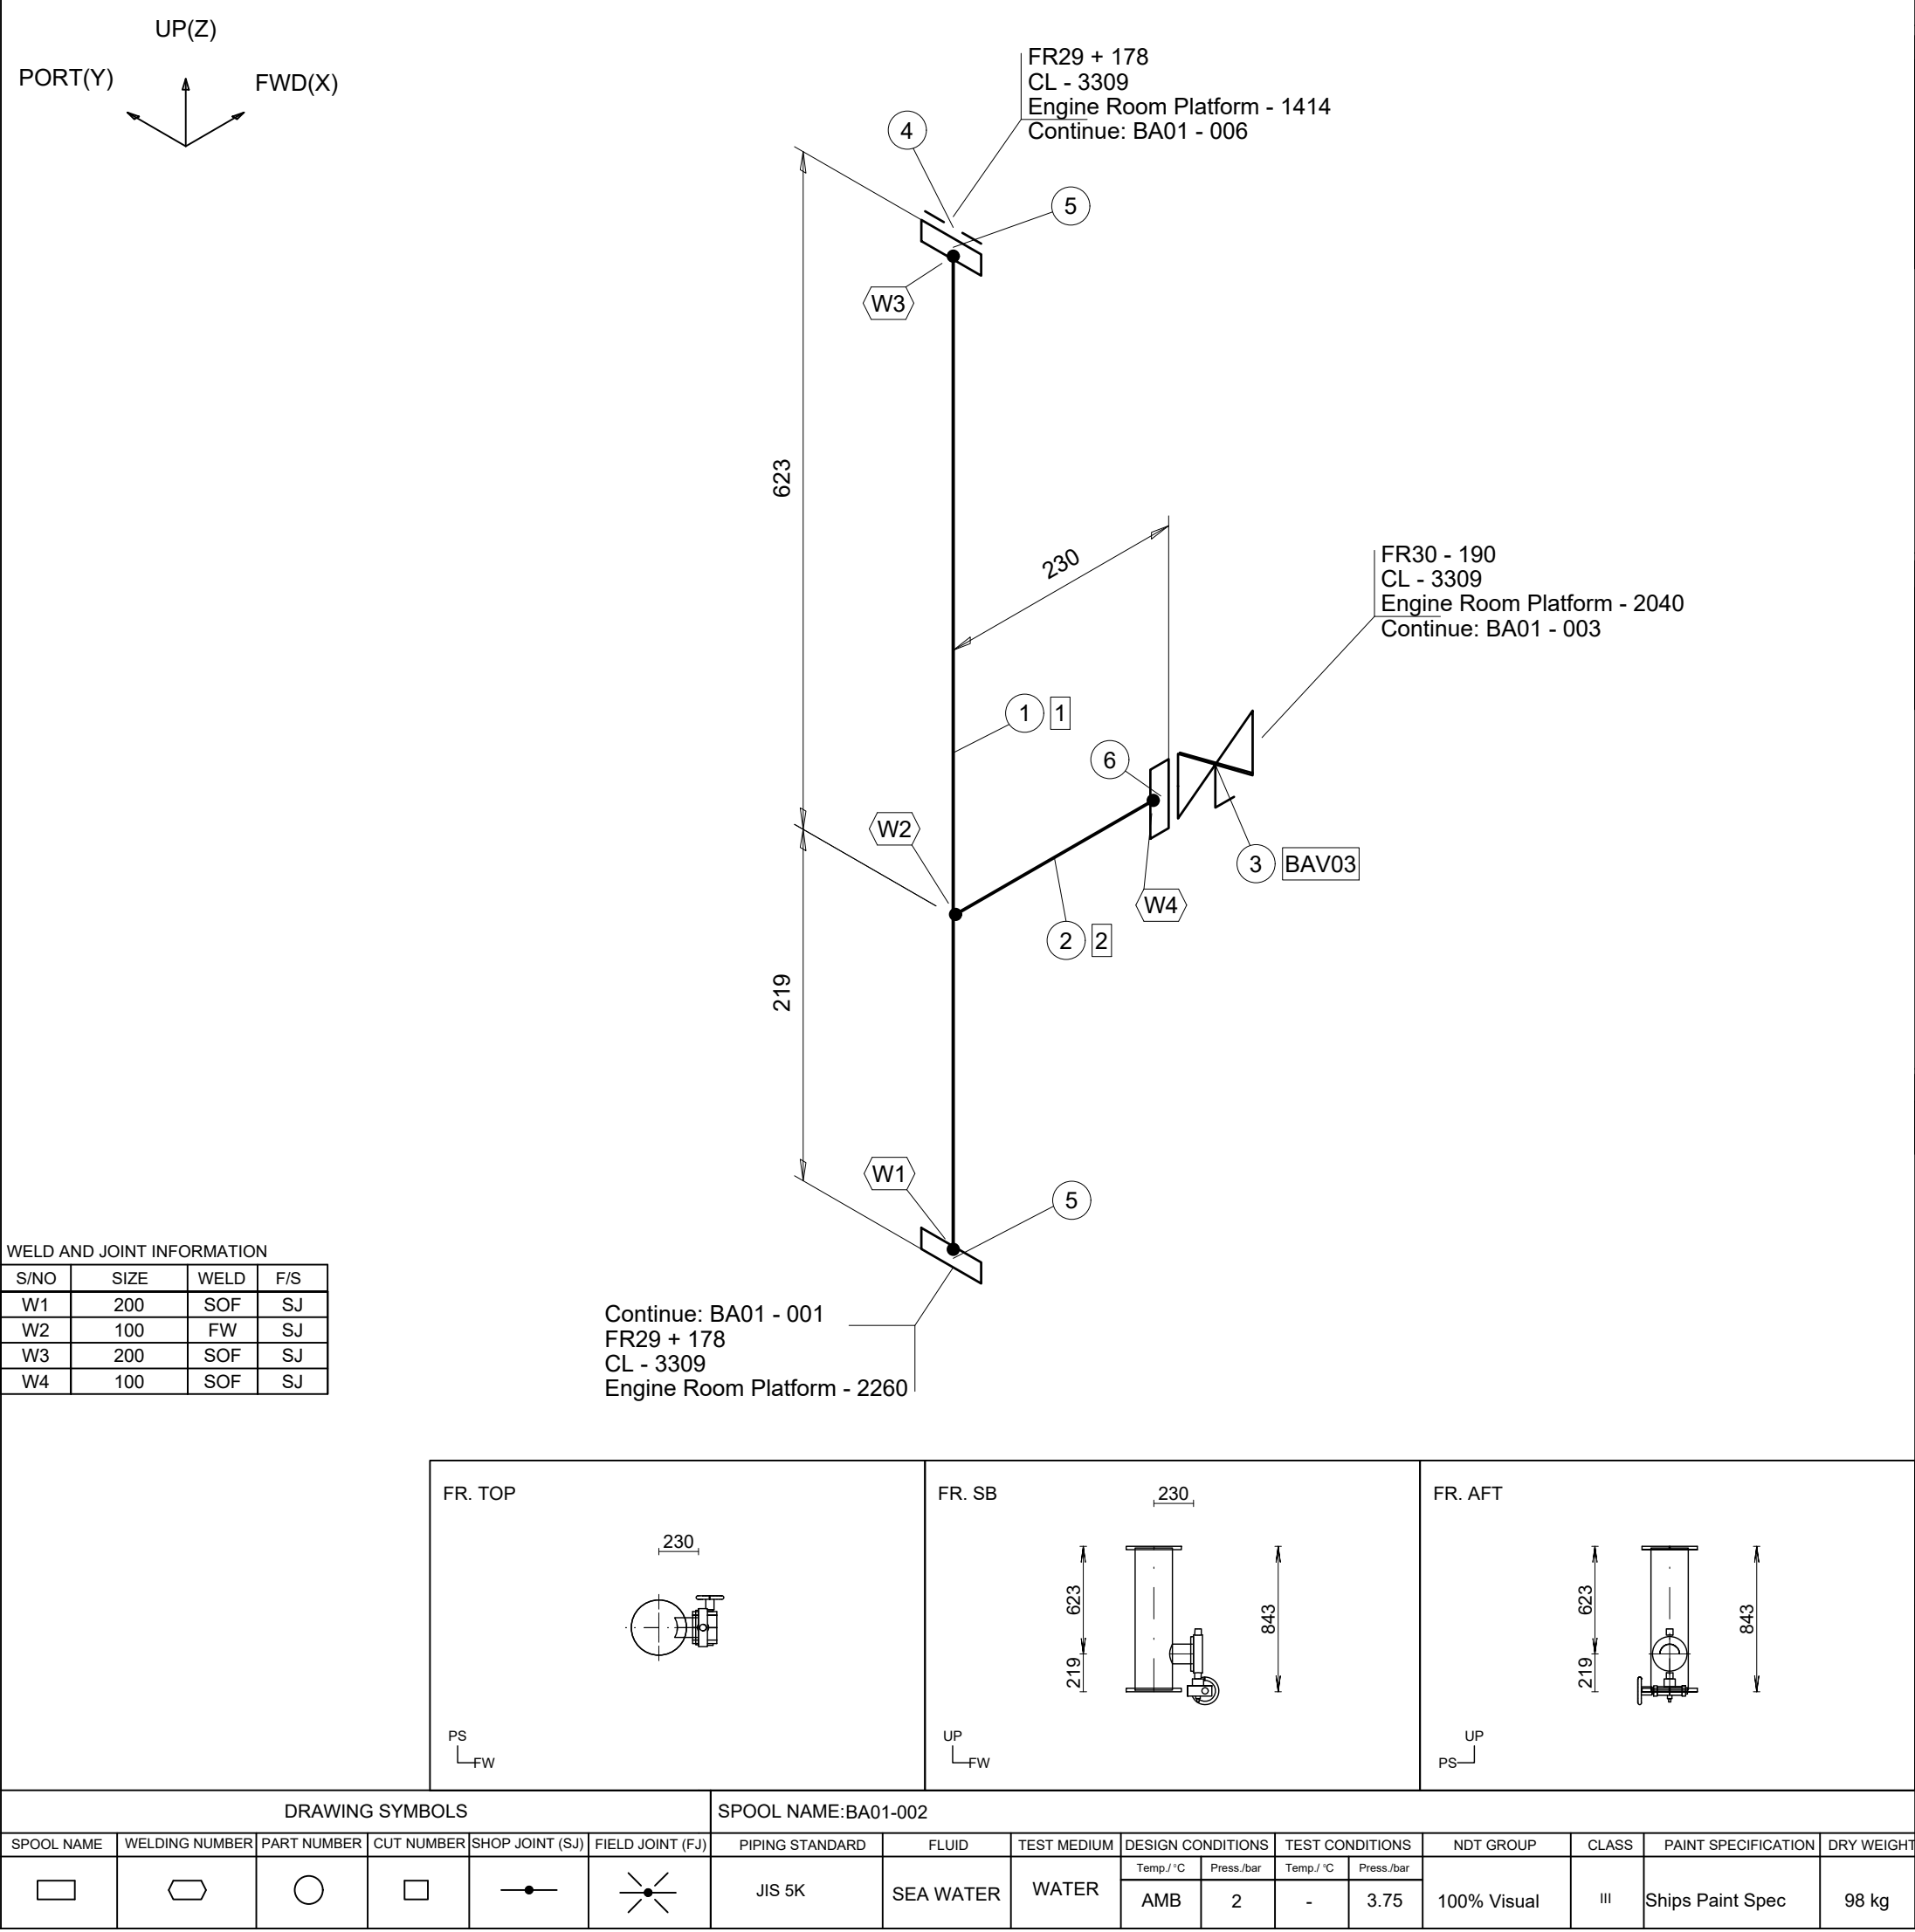 UP(Z)
PORT(Y)
FWD(X)
FR29 + 178
CL - 3309
Engine Room Platform - 1414
Continue: BA01 - 006
4
5
W3
623
230
FR30 - 190
CL - 3309
Engine Room Platform - 2040
Continue: BA01 - 003
1 1
6
W2
3 BAV03
W4
2 2
219
W1
5
Continue: BA01 - 001
FR29 + 178
CL - 3309
Engine Room Platform - 2260
WELD AND JOINT INFORMATION
S/NO SIZE WELD F/S
W1 200 SOF SJ
W2 100 FW SJ
W3 200 SOF SJ
W4 100 SOF SJ
FR. TOP
230
PS
FW
FR. SB
230
623
843
219
UP
FW
FR. AFT
623
843
219
UP
PS
DRAWING SYMBOLS
SPOOL NAME:BA01-002
SPOOL NAME WELDING NUMBER PART NUMBER CUT NUMBER SHOP JOINT (SJ) FIELD JOINT (FJ) PIPING STANDARD FLUID TEST MEDIUM DESIGN CONDITIONS TEST CONDITIONS NDT GROUP CLASS PAINT SPECIFICATION DRY WEIGHT
Temp./ °C Press./bar Temp./ °C Press./bar
JIS 5K SEA WATER WATER AMB 2 - 3.75 100% Visual III Ships Paint Spec 98 kg